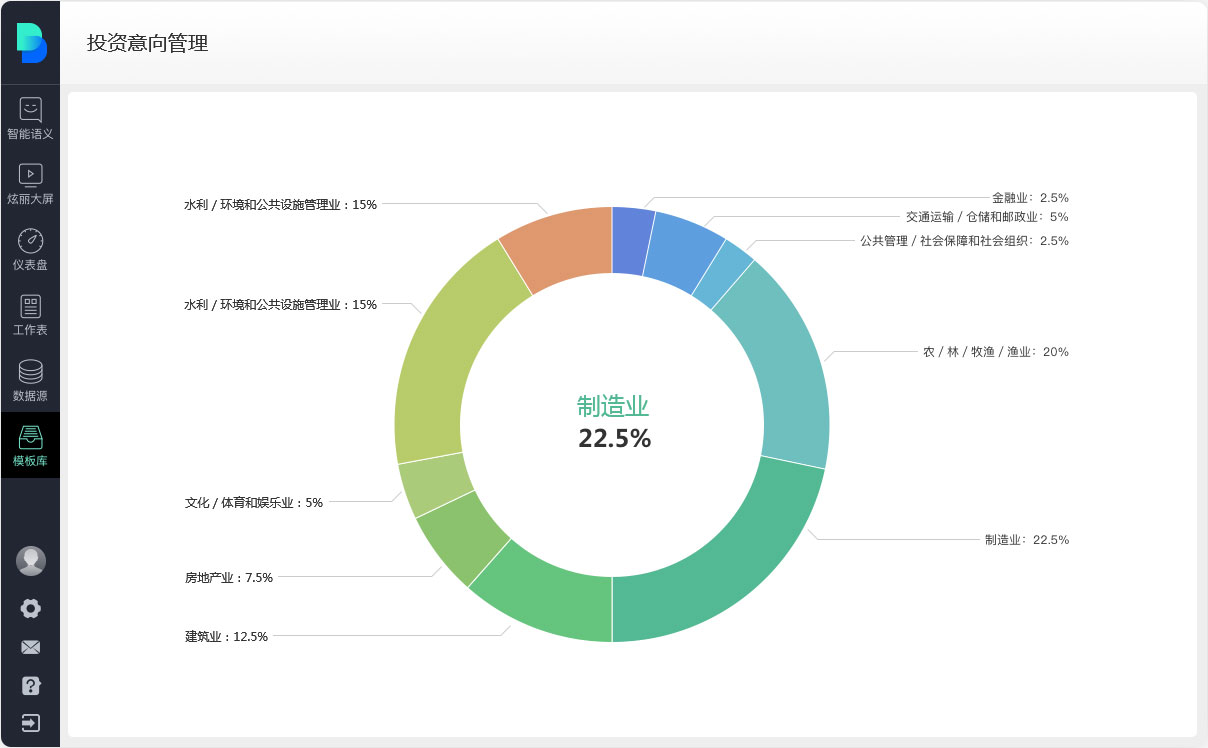 投资意向管理
智能语义
炫丽大屏
仪表盘
工作表
数据源
模板库
水利 / 环境和公共设施管理业：15%
水利 / 环境和公共设施管理业：15%
文化 / 体育和娱乐业：5%
房地产业：7.5%
建筑业：12.5%
制造业
22.5%
金融业：2.5%
交通运输 / 仓储和邮政业：5%
公共管理 / 社会保障和社会组织：2.5%
农 / 林 / 牧渔 / 渔业：20%
制造业：22.5%